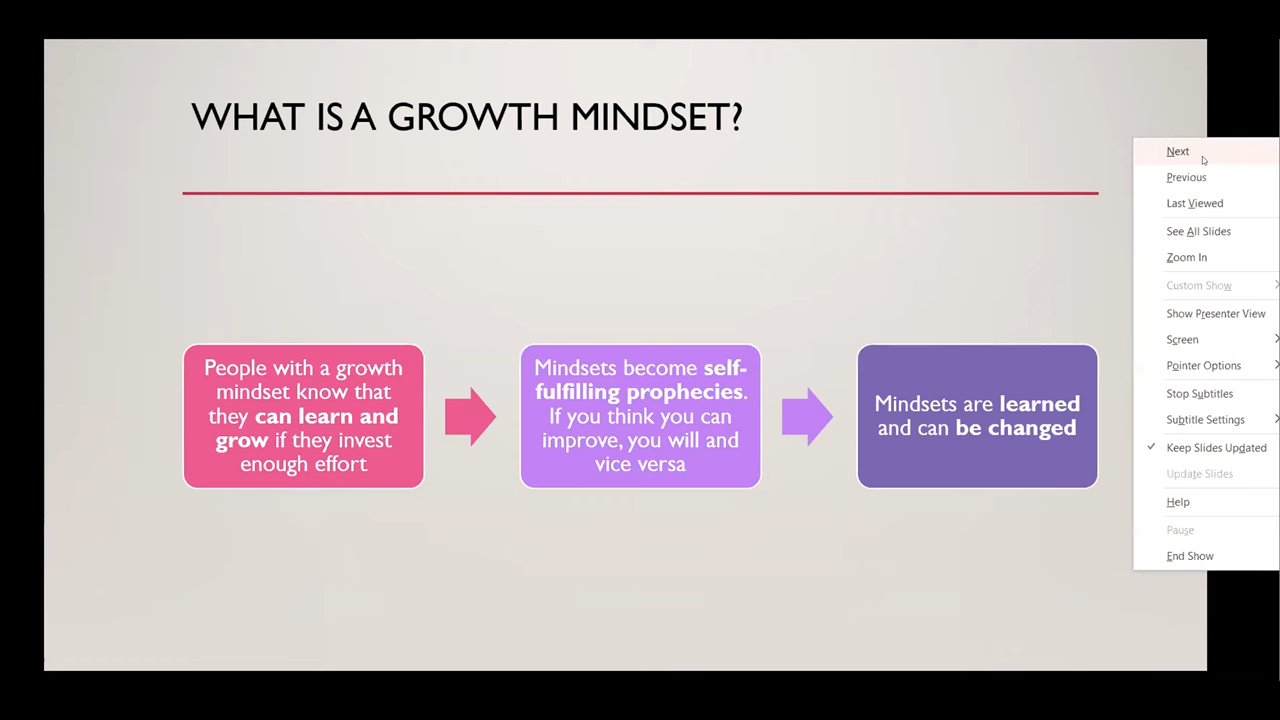 WHAT IS A GROWTH MINDSET?
People with a growth
mindset know that
they can learn and
grow if they invest
enough effort
Mindsets become self-
fulfilling prophecies.
If you think you can
improve, you will and
vice versa
Mindsets are learned
and can be changed
Next
Previous
Last Viewed
See All Slides
Zoom In
Custom Show
Show Presenter View
Screen
Pointer Options
Stop Subtitles
Subtitle Settings
Keep Slides Updated
Update Slides
Help
Pause
End Show